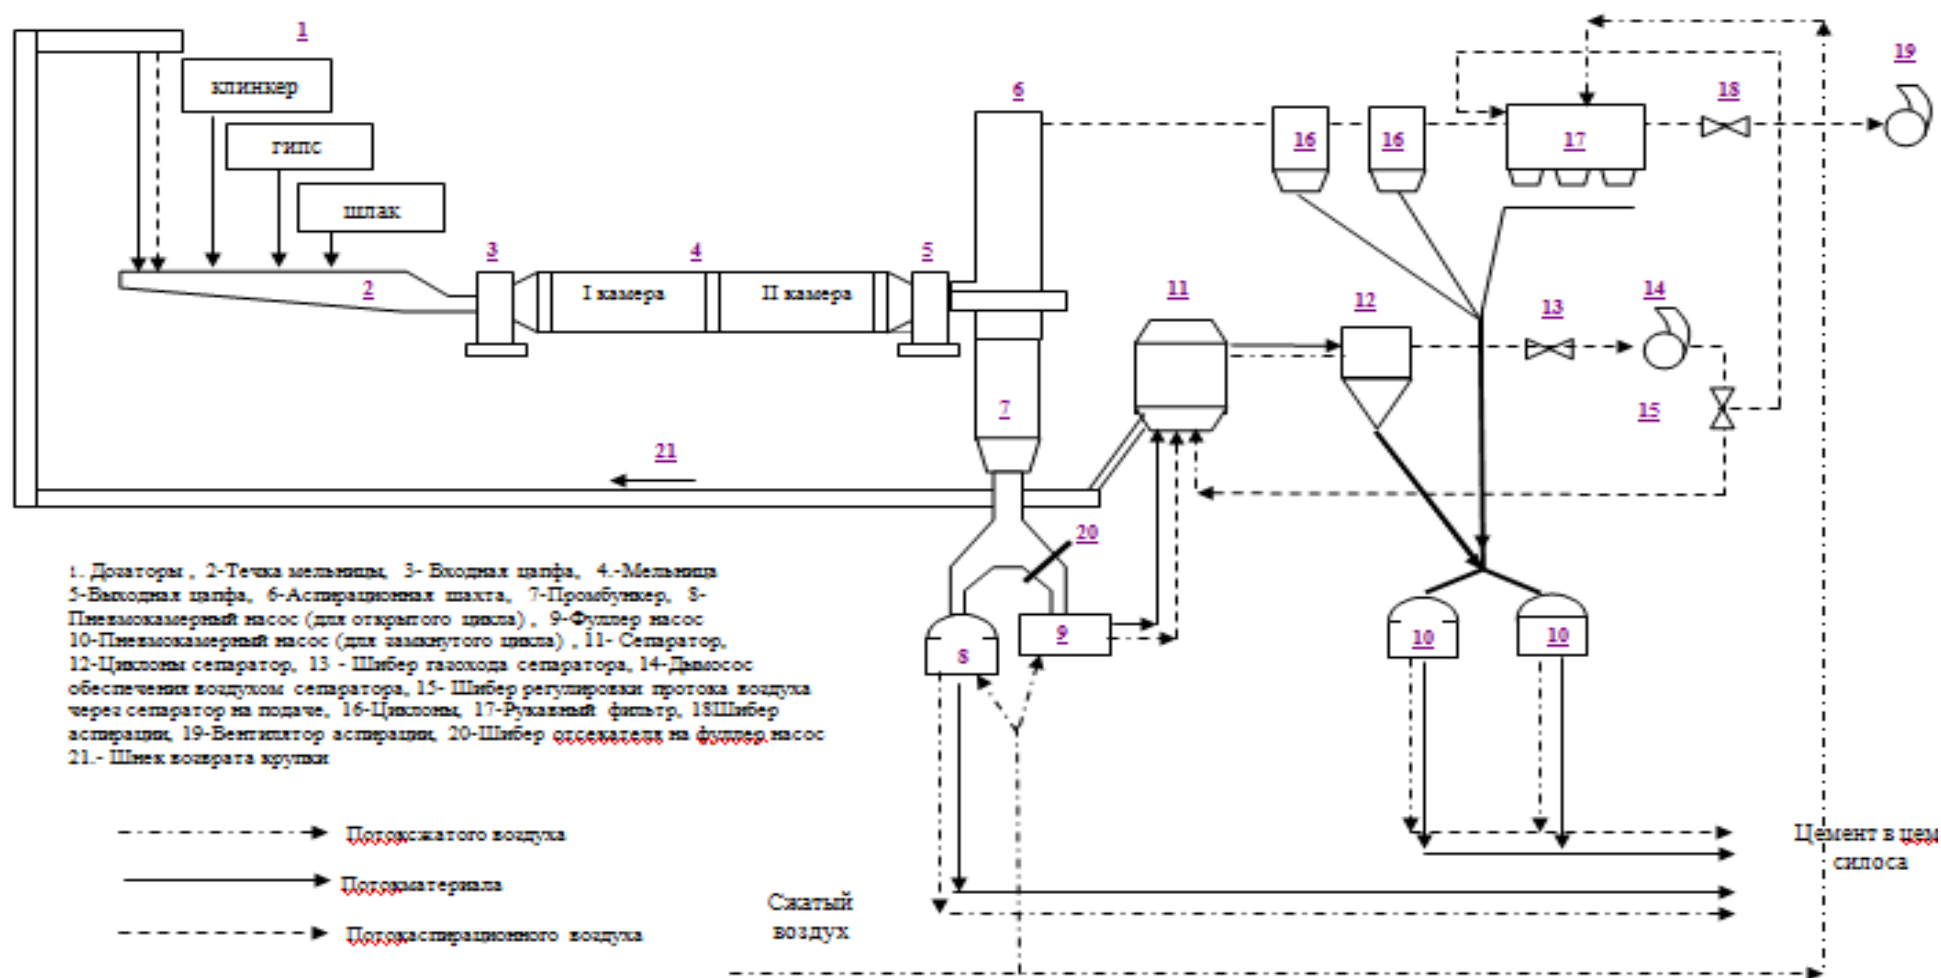 1
19
клинкер
6
18
гипс
16
16
17
шлак
3
4
5
2
I камера
II камера
11
12
13
14
7
15
21
20
1. Дозаторы , 2-Течка мельницы, 3- Входная цапфа, 4.-Мельница
5-Выходная цапфа, 6-Аспирационная шахта, 7-Промбункер, 8-
Пневмокамерный насос (для открытого цикла) , 9-Фуллер насос
10-Пневмокамерный насос (для замкнутого цикла) , 11- Сепаратор,
12-Циклоны сепаратор, 13 - Шибер газохода сепаратора, 14-Дымосос
обеспечения воздухом сепаратора, 15- Шибер регулировки протока воздуха
через сепаратор на подаче, 16-Циклоны, 17-Рукавный фильтр, 18Шибер
аспирации, 19-Вентилятор аспирации, 20-Шибер отсекателя на фуллер насос
21.- Шнек возврата крупки
8
9
10
10
Потоксжатого воздуха
Потокматериала
Потокаспирационного воздуха
Сжатый
воздух
Цемент в цем
силоса